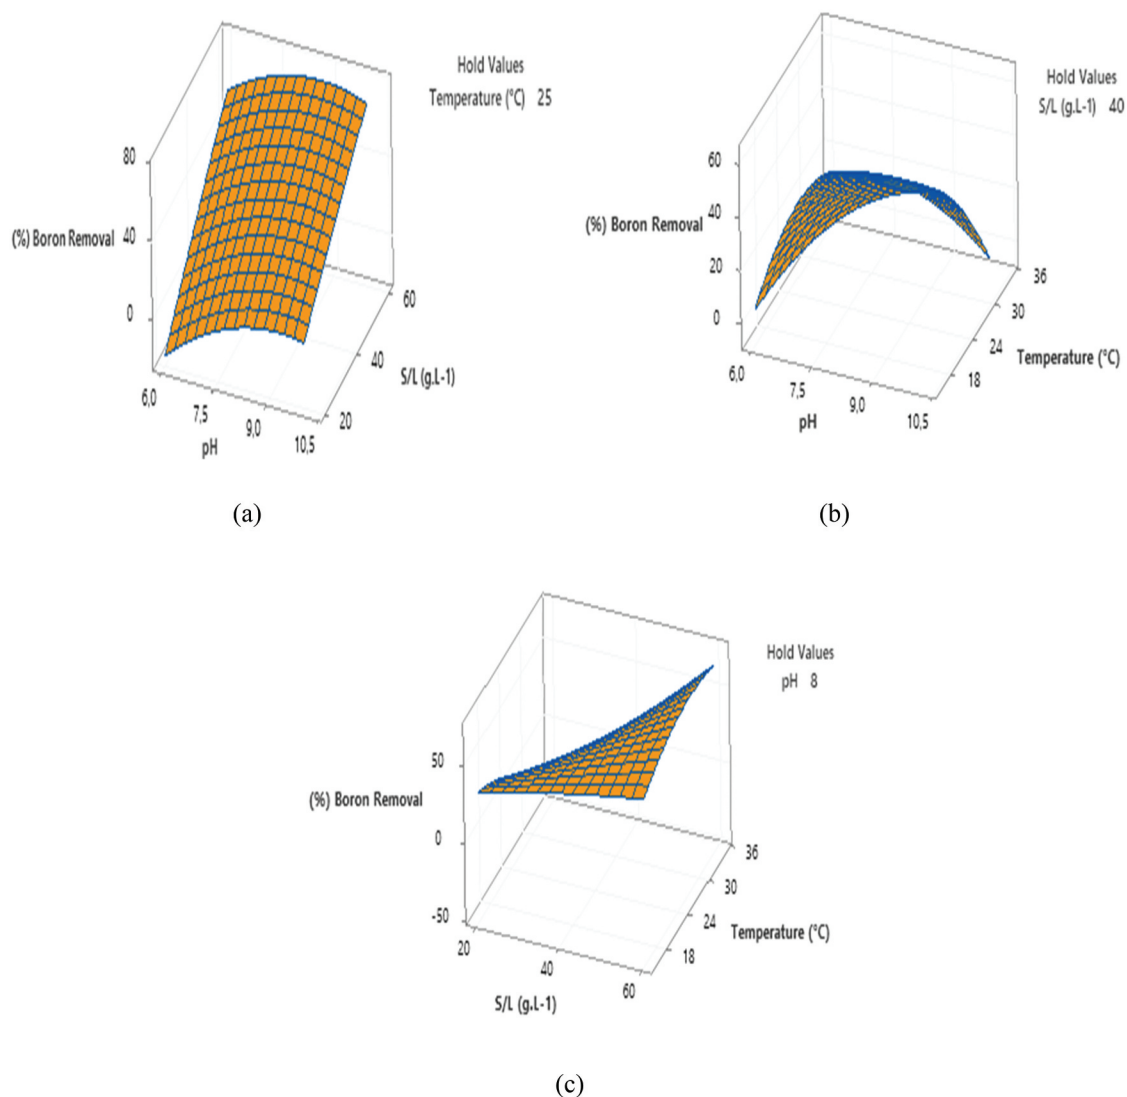 Hold Values
Temperature (°C) 25
80
40
0
(%) Boron Removal
6,0
7,5
9,0
10,5
pH
60
40
20
S/L (g.L-1)
(a)
Hold Values
S/L (g.L-1) 40
60
40
20
0
(%) Boron Removal
6,0
7,5
9,0
10,5
pH
36
30
24
18
Temperature (°C)
(b)
Hold Values
pH 8
50
0
-50
(%) Boron Removal
20
40
60
S/L (g.L-1)
36
30
24
18
Temperature (°C)
(c)